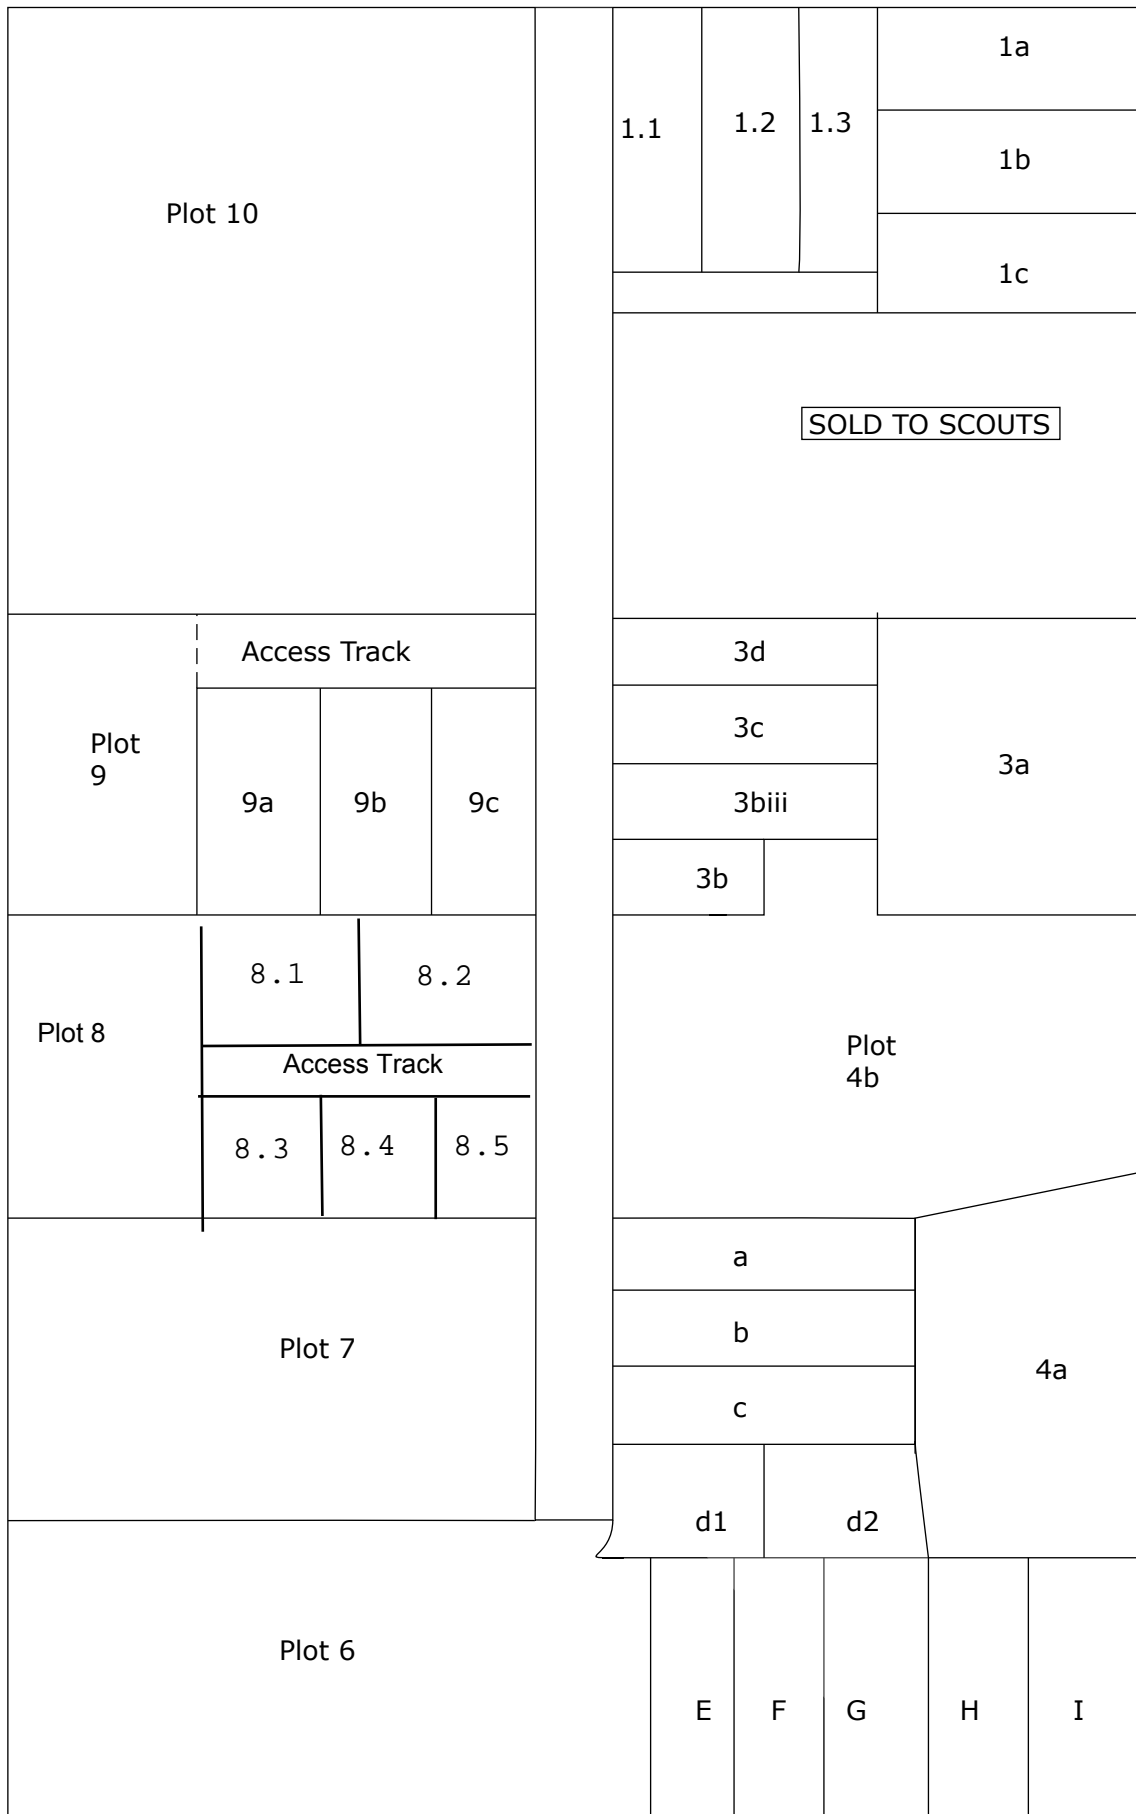 1a
1.1
1.2
1.3
1b
Plot 10
1c
SOLD TO SCOUTS
Access Track
3d
3c
Plot
9
3a
9a
9b
9c
3biii
3b
8.1
8.2
Plot 8
Access Track
Plot
4b
8.3
8.4
8.5
a
b
Plot 7
4a
c
d1
d2
Plot 6
E
F
G
H
I